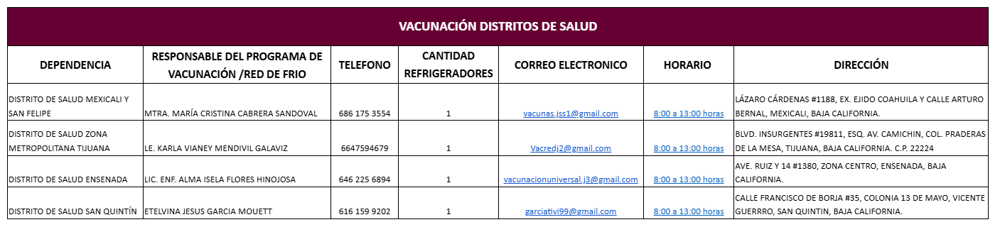 VACUNACIÓN DISTRITOS DE SALUD
DEPENDENCIA
RESPONSABLE DEL PROGRAMA DE
VACUNACIÓN /RED DE FRIO
TELEFONO
CANTIDAD
REFRIGERADORES
CORREO ELECTRONICO
HORARIO
DIRECCIÓN
DISTRITO DE SALUD MEXICALI Y
SAN FELIPE
MTRA. MARÍA CRISTINA CABRERA SANDOVAL
686 175 3554
1
vacunas.jss1@gmail.com
8:00 a 13:00 horas
LÁZARO CÁRDENAS #1188, EX. EJIDO COAHUILA Y CALLE ARTURO
BERNAL, MEXICALI, BAJA CALIFORNIA.
DISTRITO DE SALUD ZONA
METROPOLITANA TIJUANA
LE. KARLA VIANEY MENDIVIL GALAVIZ
6647594679
1
Vacredj2@gmail.com
8:00 a 13:00 horas
BLVD. INSURGENTES #19811, ESQ. AV. CAMICHIN, COL. PRADERAS
DE LA MESA, TIJUANA, BAJA CALIFORNIA. C.P. 22224
DISTRITO DE SALUD ENSENADA
LIC. ENF. ALMA ISELA FLORES HINOJOSA
646 225 6894
1
vacunacionuniversal.j3@gmail.com
8:00 a 13:00 horas
AVE. RUIZ Y 14 #1380, ZONA CENTRO, ENSENADA, BAJA
CALIFORNIA.
DISTRITO DE SALUD SAN QUINTÍN
ETELVINA JESUS GARCIA MOUETT
616 159 9202
1
garciativi99@gmail.com
8:00 a 13:00 horas
CALLE FRANCISCO DE BORJA #35, COLONIA 13 DE MAYO, VICENTE
GUERRRO, SAN QUINTIN, BAJA CALIFORNIA.